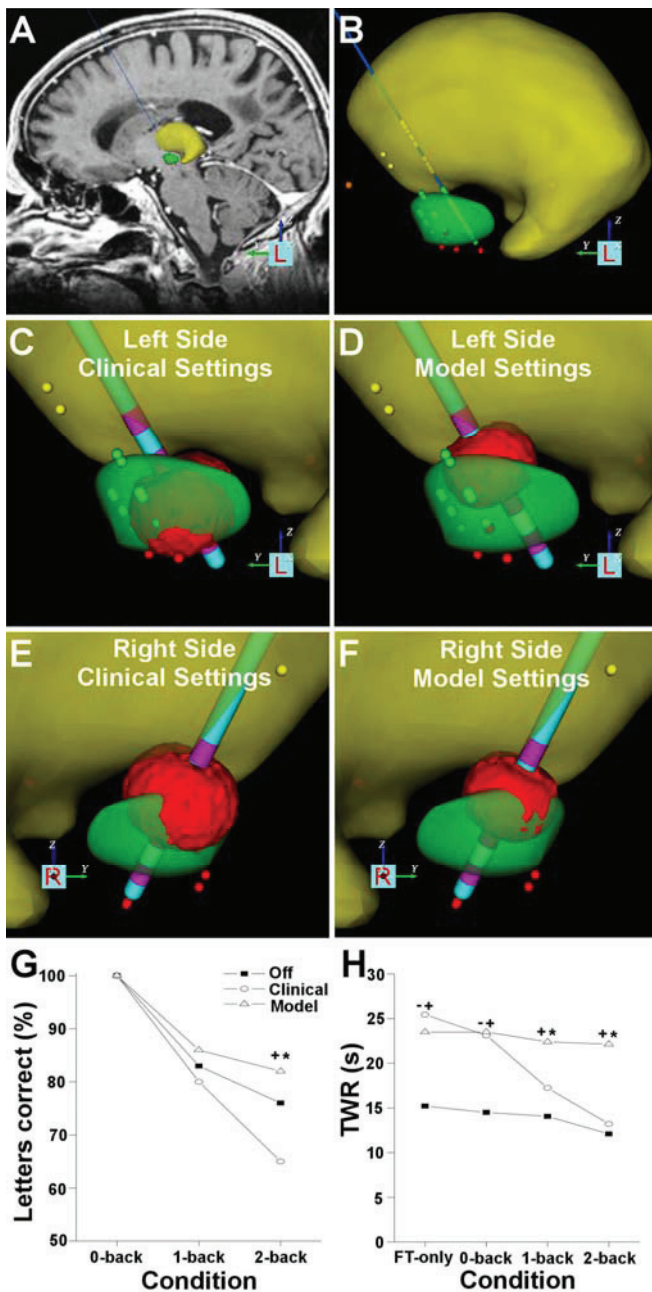 A
B
Z
Y
L
X
Z
Y
L
C
Left Side
Clinical Settings
Z
Y
L
D
Left Side
Model Settings
Z
Y
L
E
Right Side
Clinical Settings
Z
R
Y
F
Right Side
Model Settings
Z
R
Y
G
Off
Clinical
Model
Letters correct (%)
100
90
80
70
60
50
+*
0-back
1-back
2-back
Condition
H
TWR (s)
30
25
20
15
10
5
0
-+
-+
+*
+*
FT-only
0-back
1-back
2-back
Condition